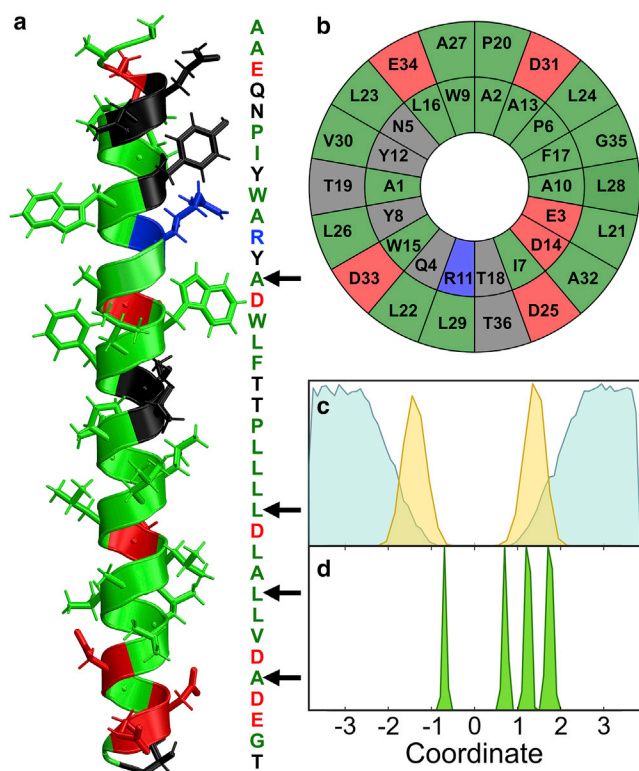 a
A
A
E
Q
N
P
I
Y
W
A
R
Y
A
D
W
L
F
T
T
P
L
L
L
L
D
L
A
L
L
V
D
A
D
E
G
T
b
A27 P20
E34 D31
L23 L16 W9 A2 A13 L24
N5 P6
V30 Y12 F17 G35
T19 A1 A10 L28
L26 Y8 E3 L21
W15 D14
D33 Q4 R11 T18 I7 A32
L22 L29 T36 D25
c
d
-3 -2 -1 0 1 2 3
Coordinate